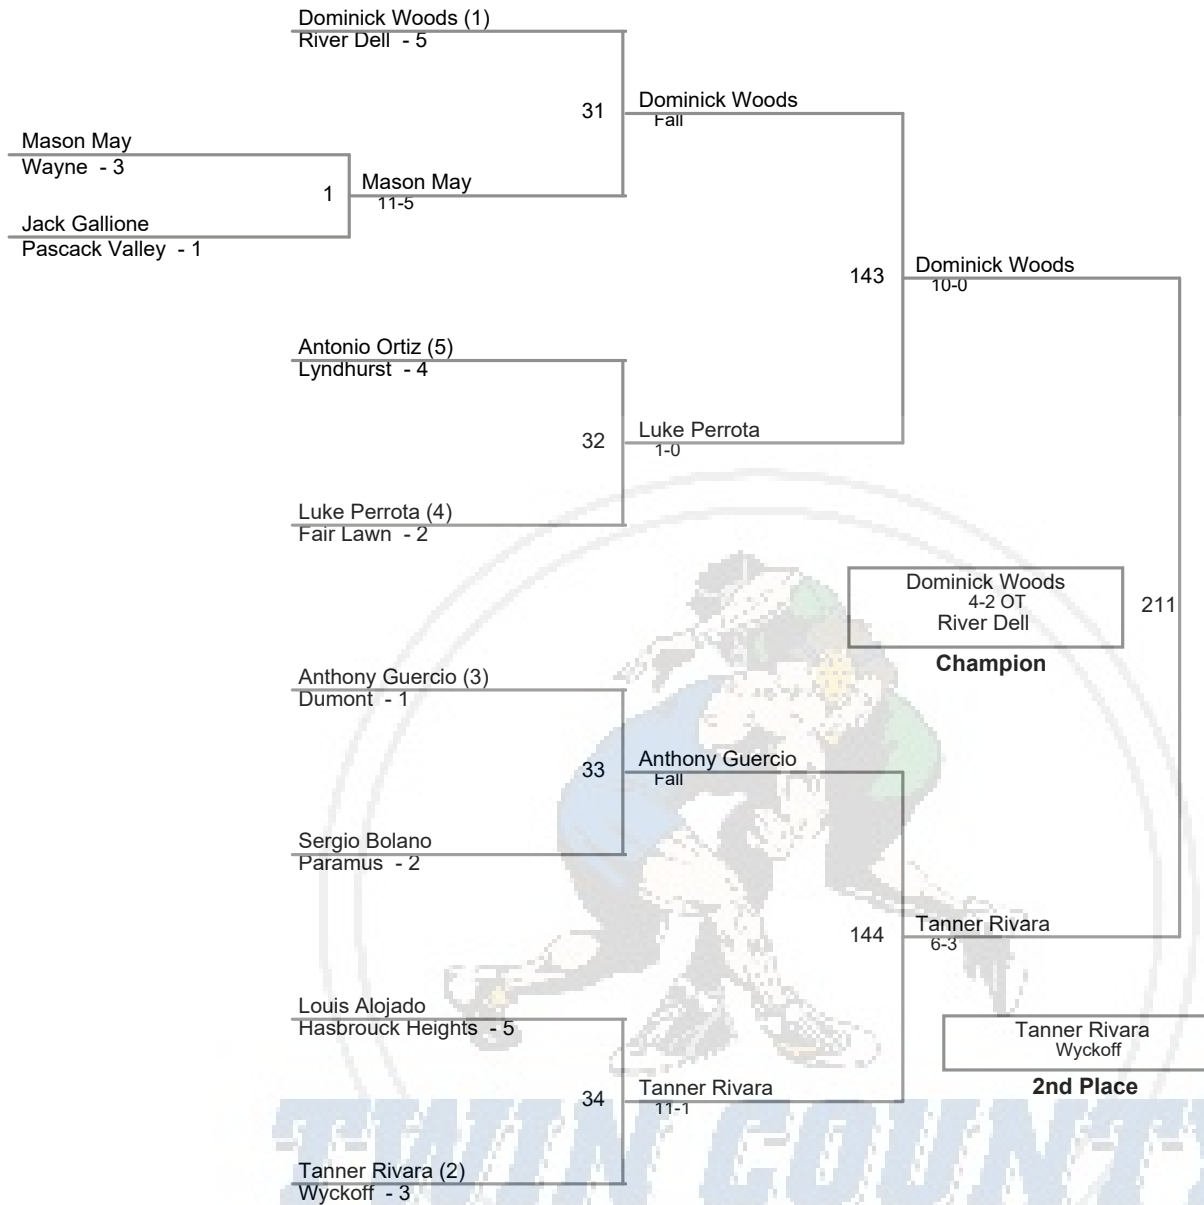 Dominick Woods (1)
River Dell - 5
31
Dominick Woods
Fall
Mason May
Wayne - 3
1
Mason May
11-5
Jack Gallione
Pascack Valley - 1
143
Dominick Woods
10-0
Antonio Ortiz (5)
Lyndhurst - 4
32
Luke Perrota
1-0
Luke Perrota (4)
Fair Lawn - 2
Dominick Woods
4-2 OT
River Dell
211
Champion
Anthony Guercio (3)
Dumont - 1
33
Anthony Guercio
Fall
Sergio Bolano
Paramus - 2
144
Tanner Rivara
6-3
Louis Alojado
Hasbrouck Heights - 5
Tanner Rivara
Wyckoff
2nd Place
34
Tanner Rivara
11-1
Tanner Rivara (2)
Wyckoff - 3
TWIN COUNTY